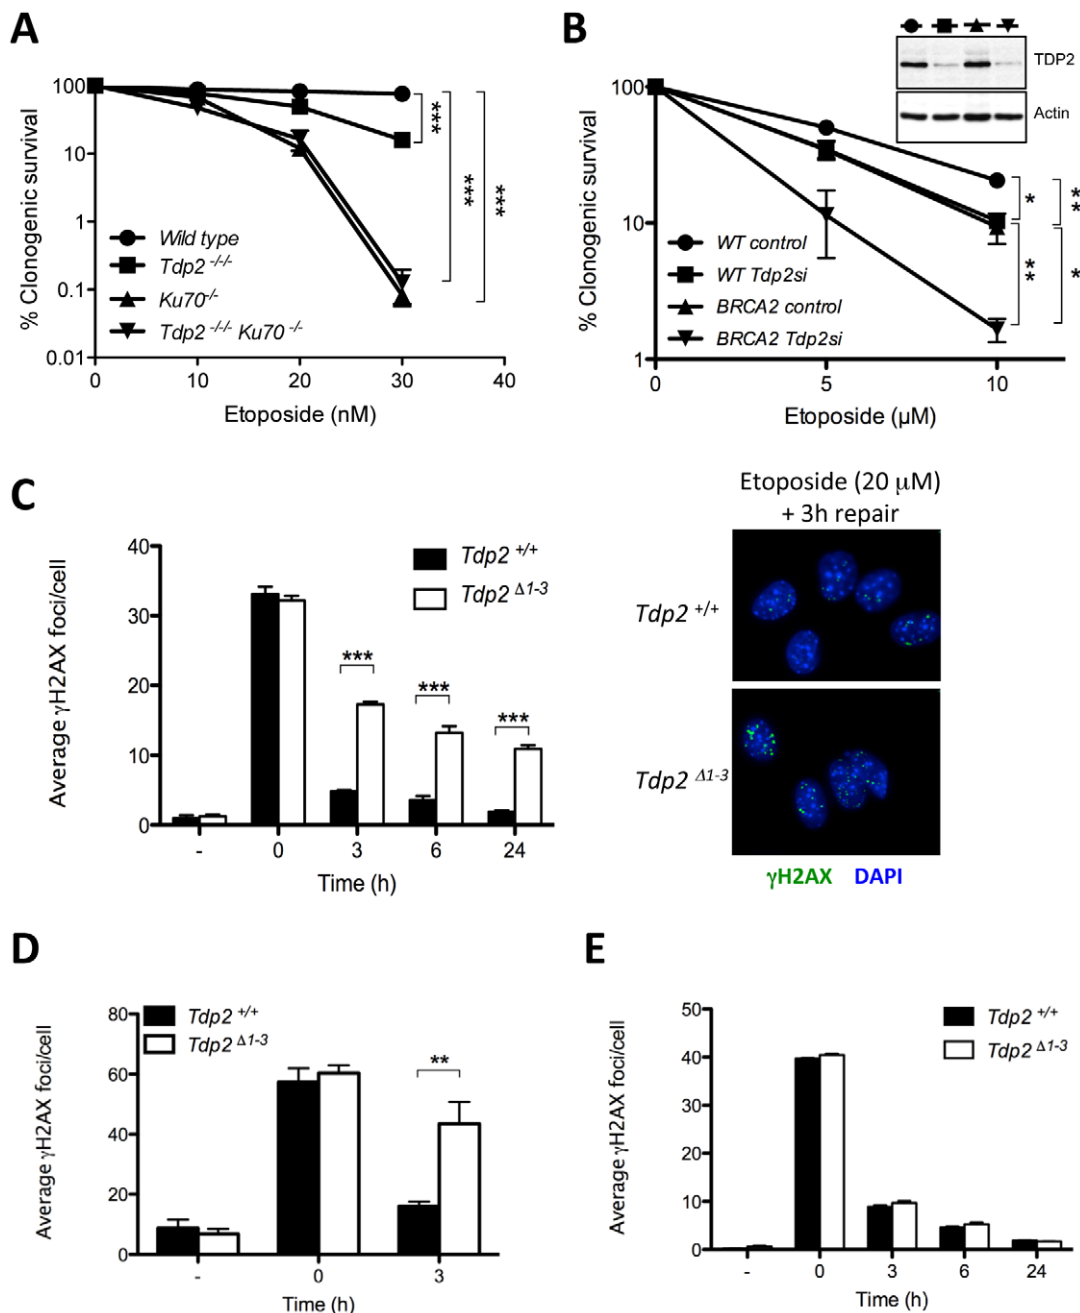 A
100
10
1
0.1
0.01
% Clonogenic survival
Wild type
Tdp2 -/-/-
Ku70-/-
Tdp2 -/-/- Ku70 -/-
***
***
***
0 10 20 30 40
Etoposide (nM)
B
TDP2
Actin
100
10
1
% Clonogenic survival
WT control
WT Tdp2si
BRCA2 control
BRCA2 Tdp2si
*
**
**
*
0 5 10
Etoposide (µM)
C
40
30
20
10
0
Average γH2AX foci/cell
Tdp2 +/+
Tdp2 Δ1-3
***
***
***
- 0 3 6 24
Time (h)
Etoposide (20 µM)
+ 3h repair
Tdp2 +/+
Tdp2 Δ1-3
γH2AX DAPI
D
80
60
40
20
0
Average γH2AX foci/cell
Tdp2 +/+
Tdp2 Δ1-3
**
- 0 3
Time (h)
E
50
40
30
20
10
0
Average γH2AX foci/cell
Tdp2 +/+
Tdp2 Δ1-3
- 0 3 6 24
Time (h)